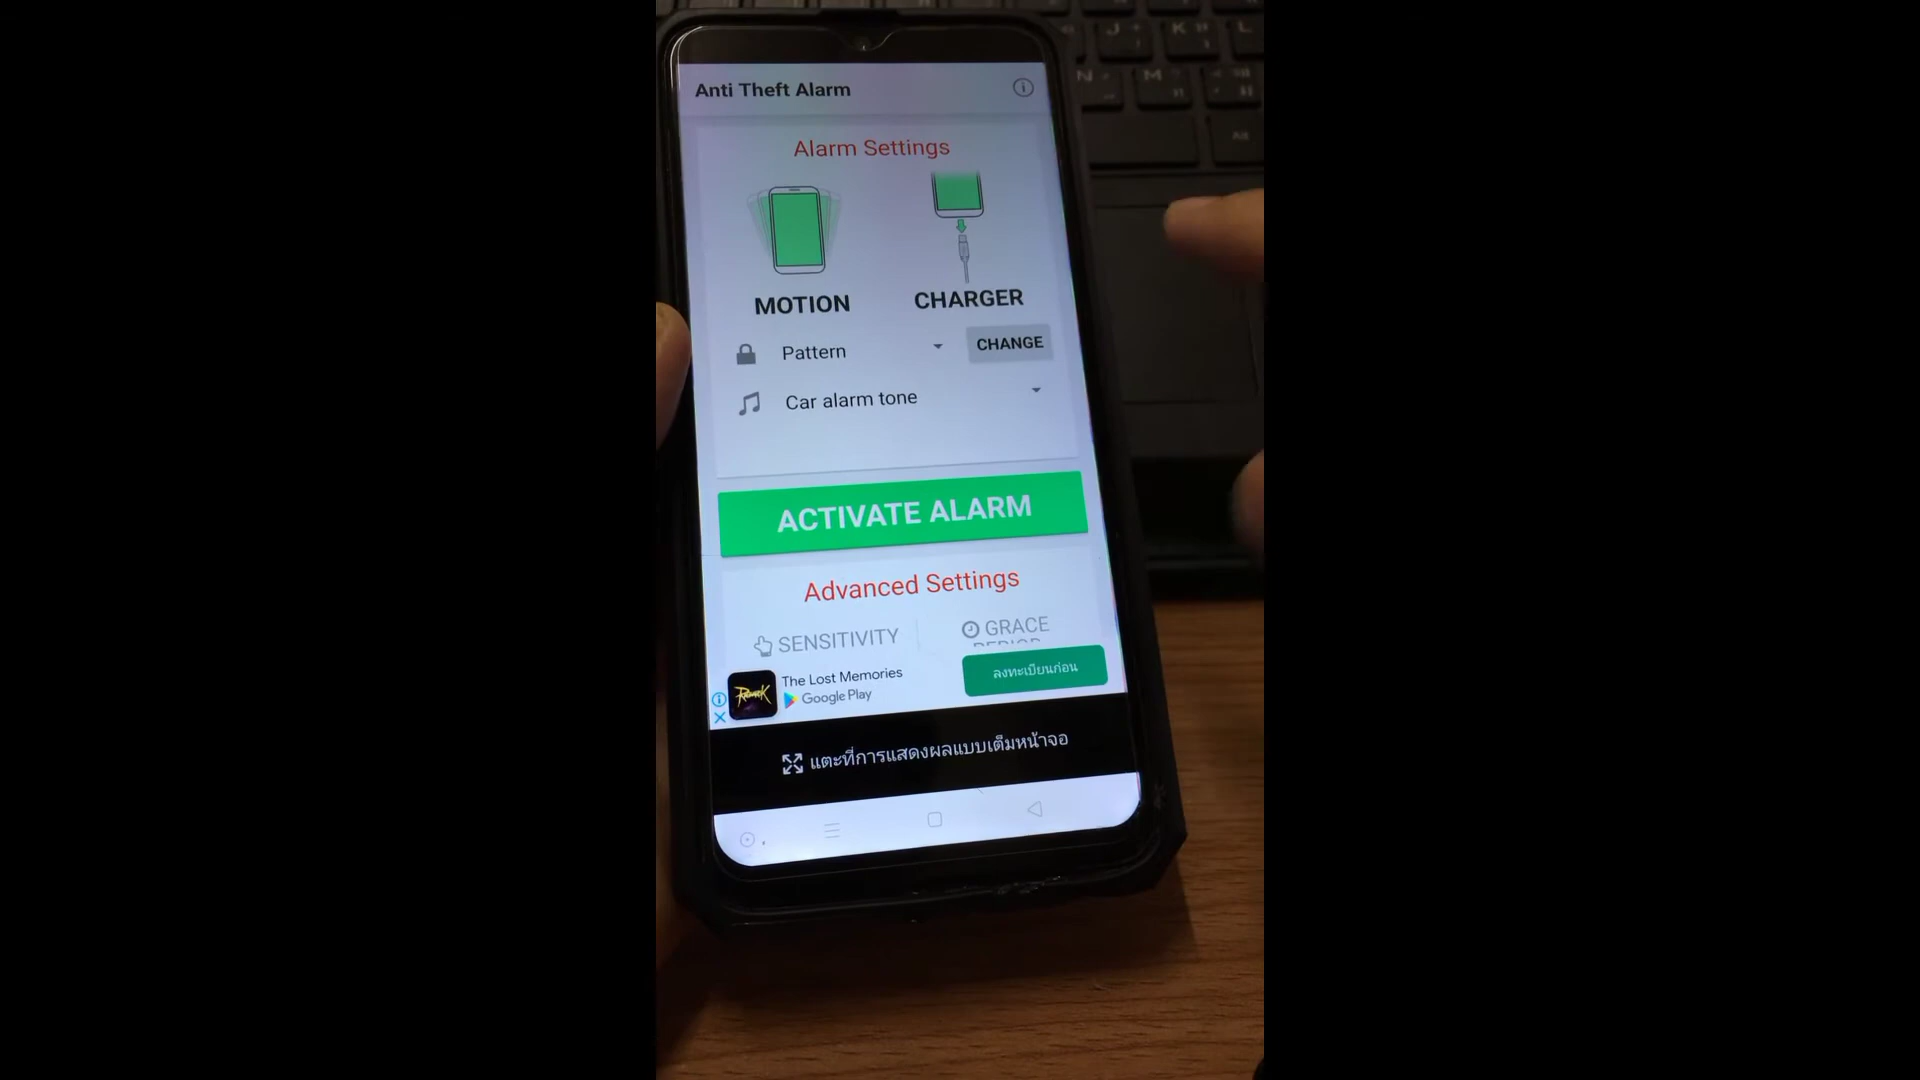 J
K
L
N
M
Anti Theft Alarm
Alarm Settings
MOTION
CHARGER
Pattern
CHANGE
Car alarm tone
ACTIVATE ALARM
Advanced Settings
SENSITIVITY
GRACE
PERIOD
The Lost Memories
Google Play
ลงทะเบียนก่อน
แตะที่การแสดงผลแบบเต็มหน้าจอ